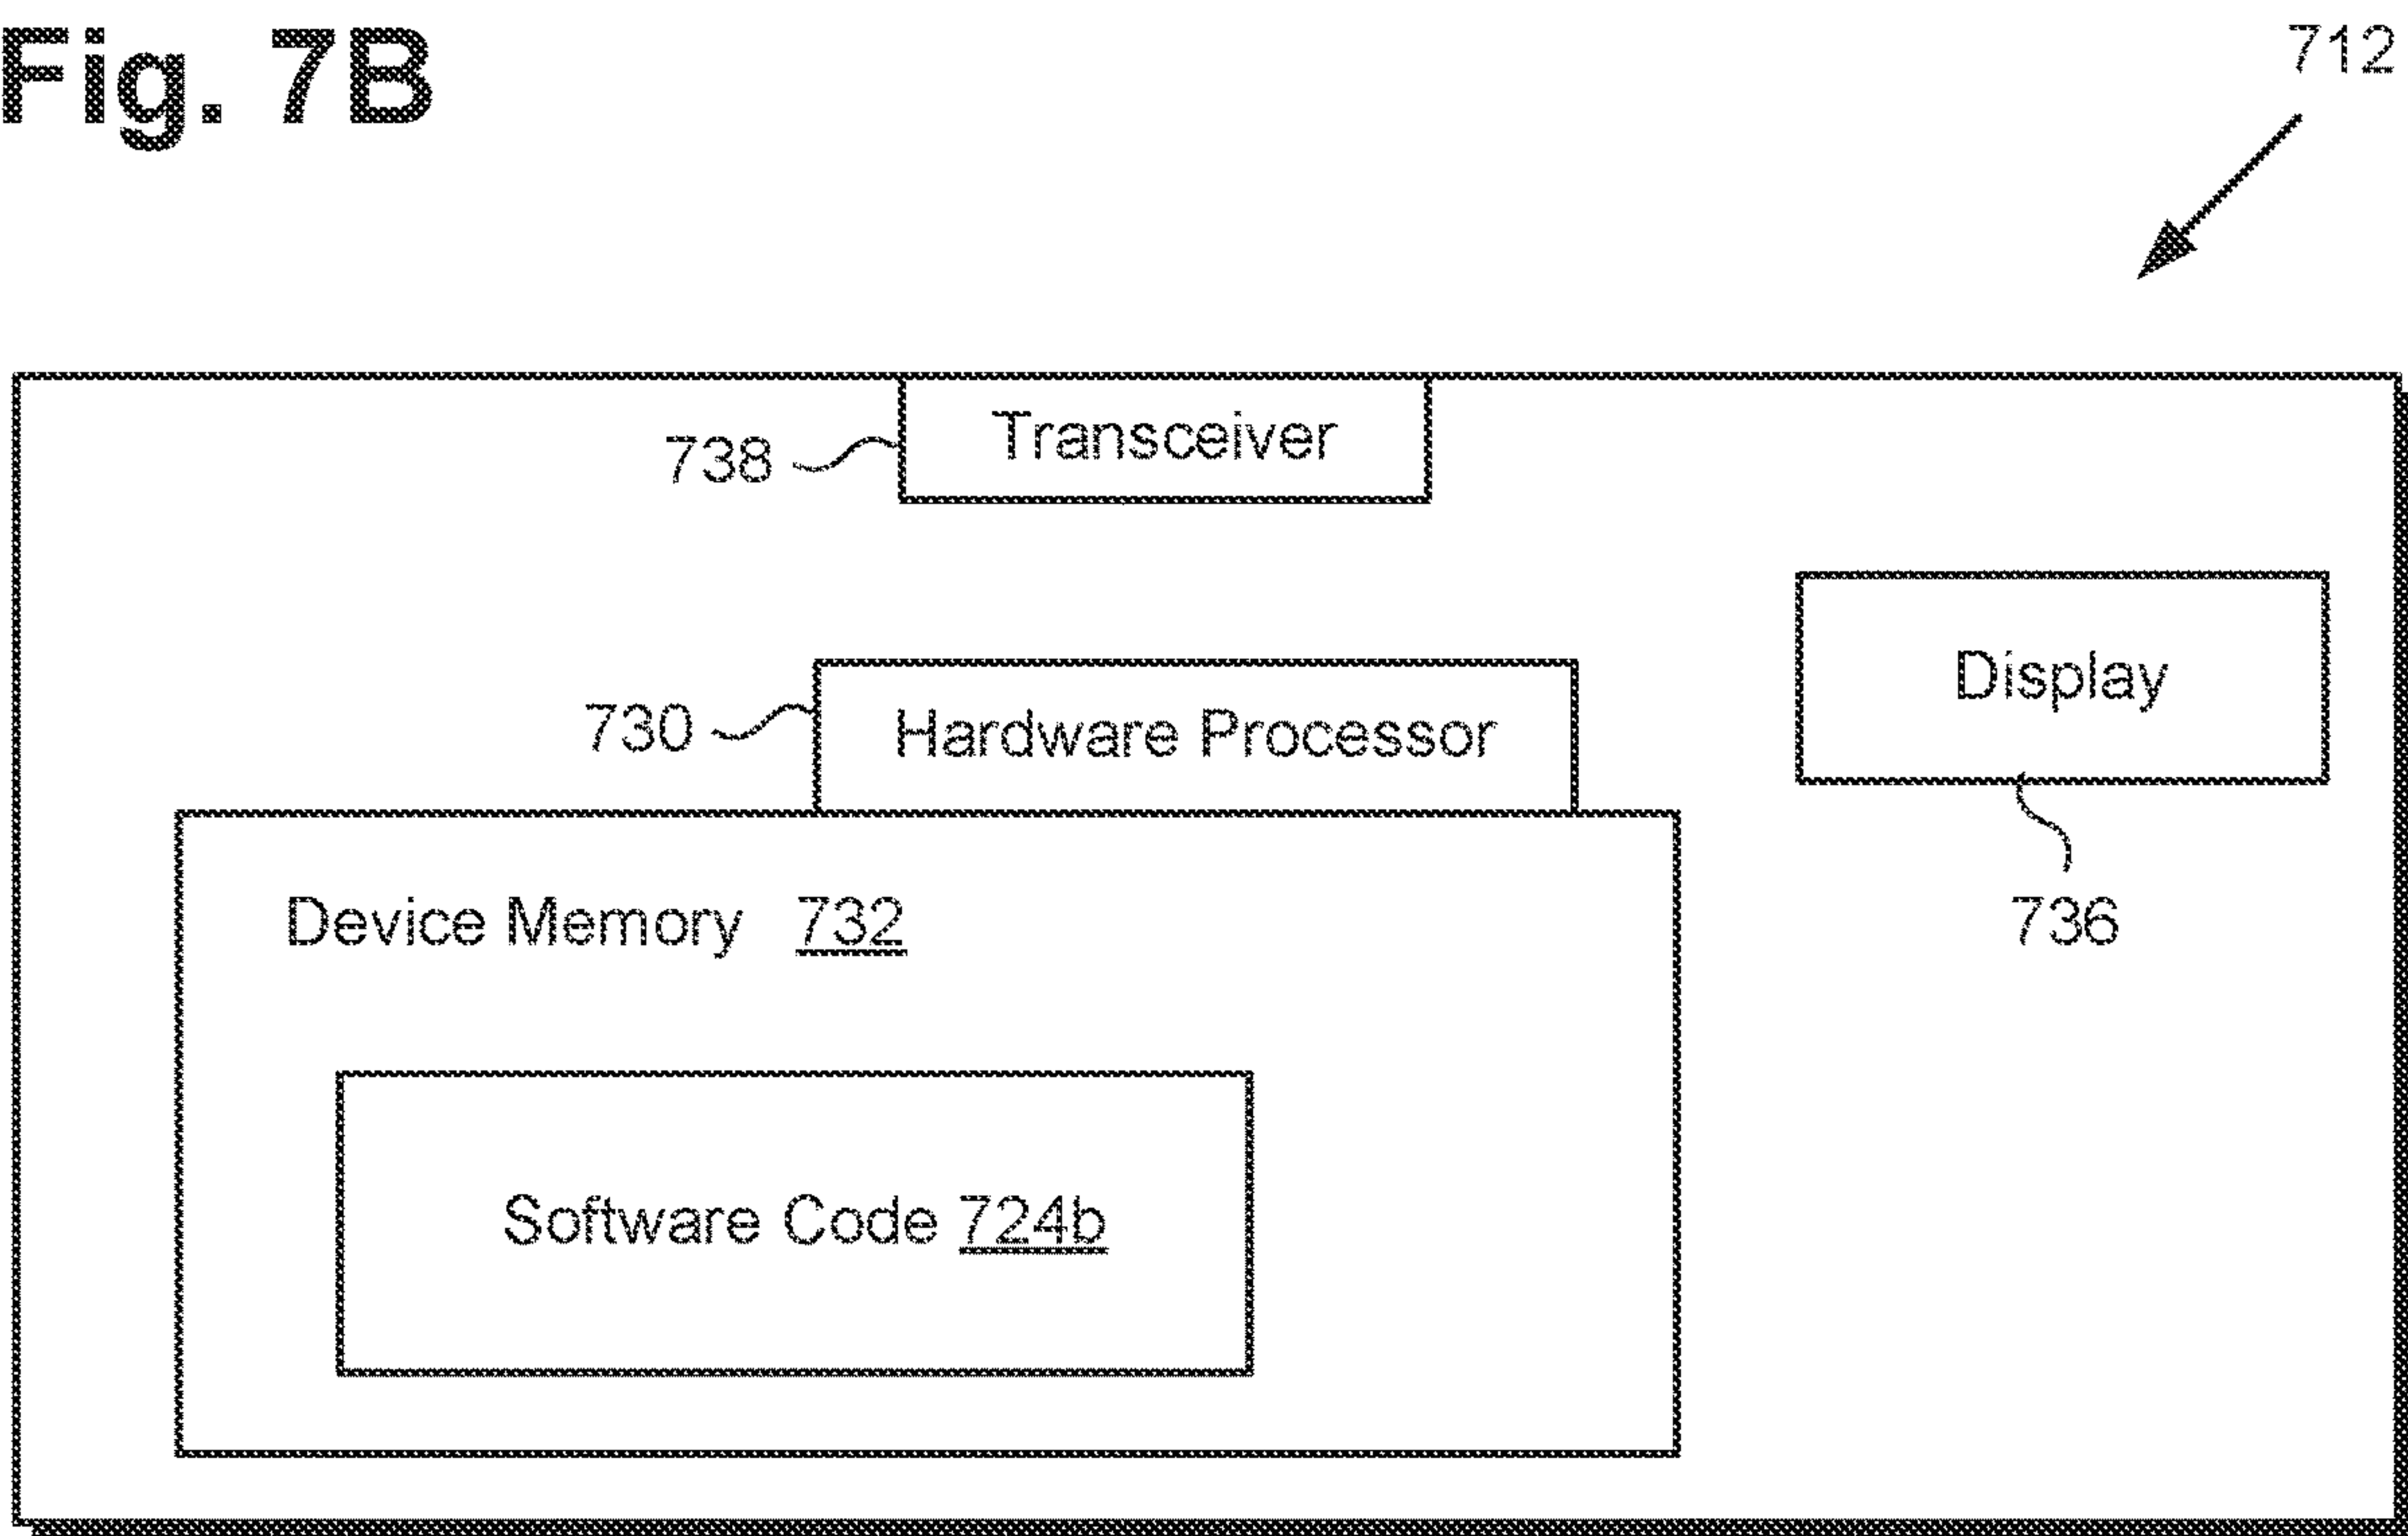 Fig. 7B
712
738 Transceiver
Display
730 Hardware Processor
Device Memory 732
736
Software Code 724b